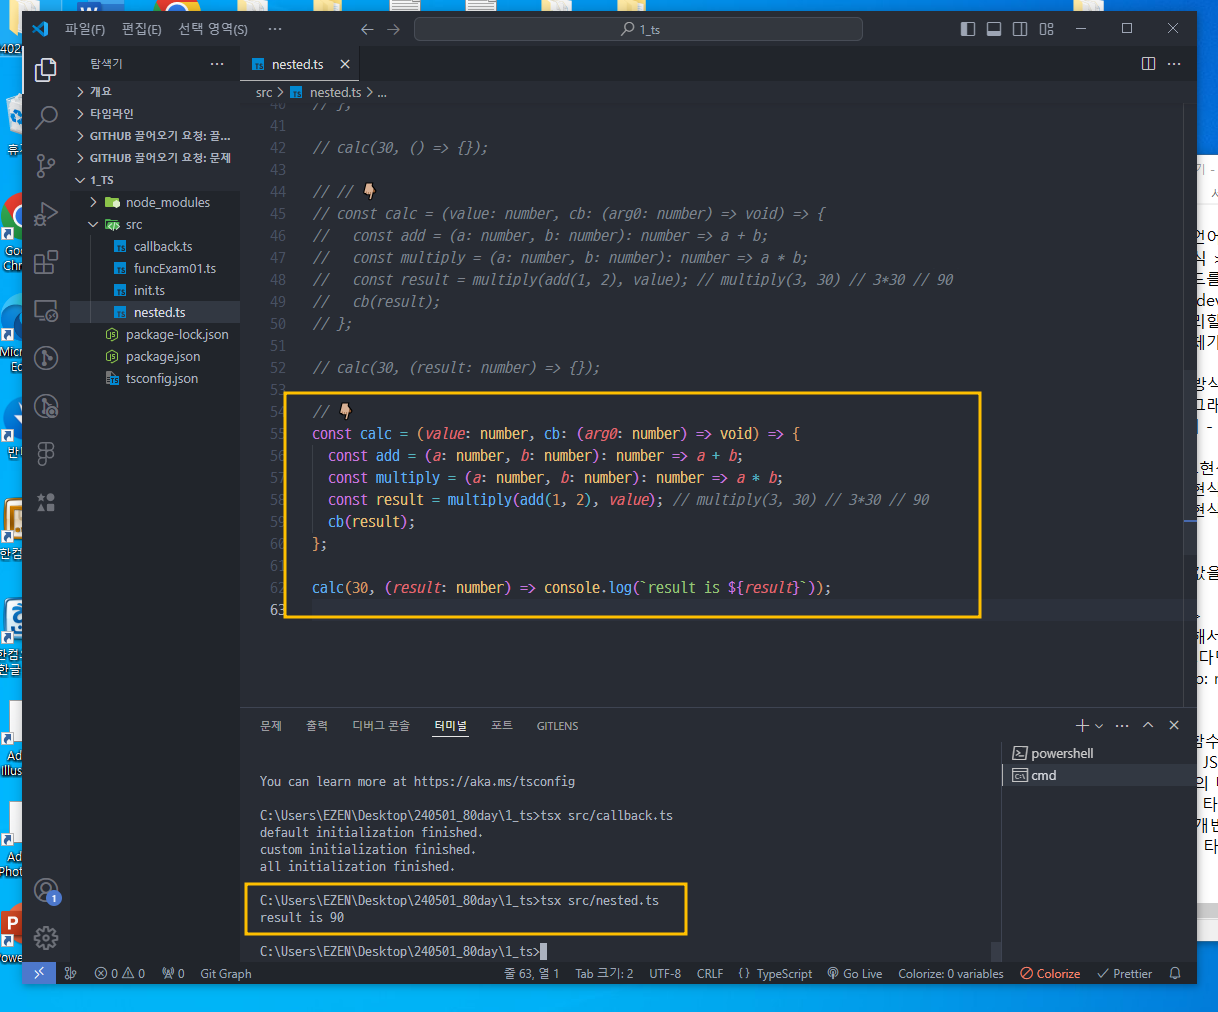 402
파일(F) 편집(E) 선택 영역(S) ...
1_ts
탐색기
nested.ts
src > nested.ts > ...
개요
타임라인
GITHUB 끌어오기 요청: 끌...
GITHUB 끌어오기 요청: 문제
1_TS
node_modules
src
callback.ts
funcExam01.ts
init.ts
nested.ts
package-lock.json
package.json
tsconfig.json
40 // };
41
42 // calc(30, () => {});
43
44 // // 👇🏼
45 // const calc = (value: number, cb: (arg0: number) => void) => {
46 //   const add = (a: number, b: number): number => a + b;
47 //   const multiply = (a: number, b: number): number => a * b;
48 //   const result = multiply(add(1, 2), value); // multiply(3, 30) // 3*30 // 90
49 //   cb(result);
50 // };
51
52 // calc(30, (result: number) => {});
53
54 // 👇🏼
55 const calc = (value: number, cb: (arg0: number) => void) => {
56   const add = (a: number, b: number): number => a + b;
57   const multiply = (a: number, b: number): number => a * b;
58   const result = multiply(add(1, 2), value); // multiply(3, 30) // 3*30 // 90
59   cb(result);
60 };
61
62 calc(30, (result: number) => console.log(`result is ${result}`));
63
문제 출력 디버그 콘솔 터미널 포트 GITLENS
powershell
cmd
You can learn more at https://aka.ms/tsconfig
C:\Users\EZEN\Desktop\240501_80day\1_ts>tsx src/callback.ts
default initialization finished.
custom initialization finished.
all initialization finished.
C:\Users\EZEN\Desktop\240501_80day\1_ts>tsx src/nested.ts
result is 90
C:\Users\EZEN\Desktop\240501_80day\1_ts>
1
0 0 0 Git Graph 줄 63, 열 1 Tab 크기: 2 UTF-8 CRLF {} TypeScript Go Live Colorize: 0 variables Colorize Prettier